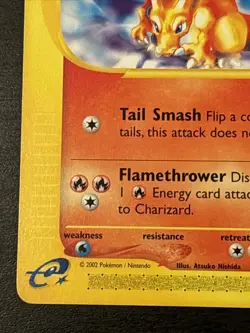 Tail Smash Flip a
tails, this attack does
Flamethrower Dis
1 Energy card attac
to Charizard.
weakness resistance retreat
© 2002 Pokémon / Nintendo Illus. Atsuko Nishida
e